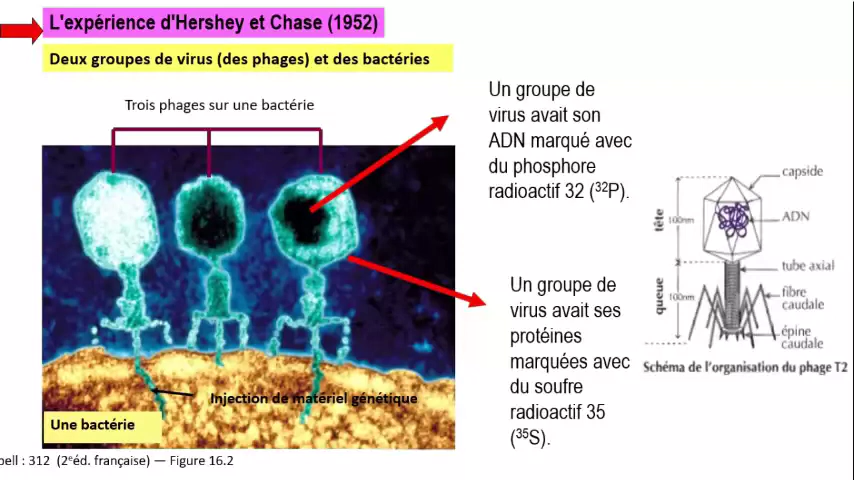 L'expérience d'Hershey et Chase (1952)
Deux groupes de virus (des phages) et des bactéries
Trois phages sur une bactérie
Un groupe de
virus avait son
ADN marqué avec
du phosphore
radioactif 32 (³²P).
Un groupe de
virus avait ses
protéines
marquées avec
du soufre
radioactif 35
(³⁵S).
capside
ADN
tube axial
fibre
caudale
épine
caudale
tête
100nm
queue
100nm
Schéma de l'organisation du phage T2
Injection de matériel génétique
Une bactérie
pbell : 312 (2ᵉéd. française) — Figure 16.2